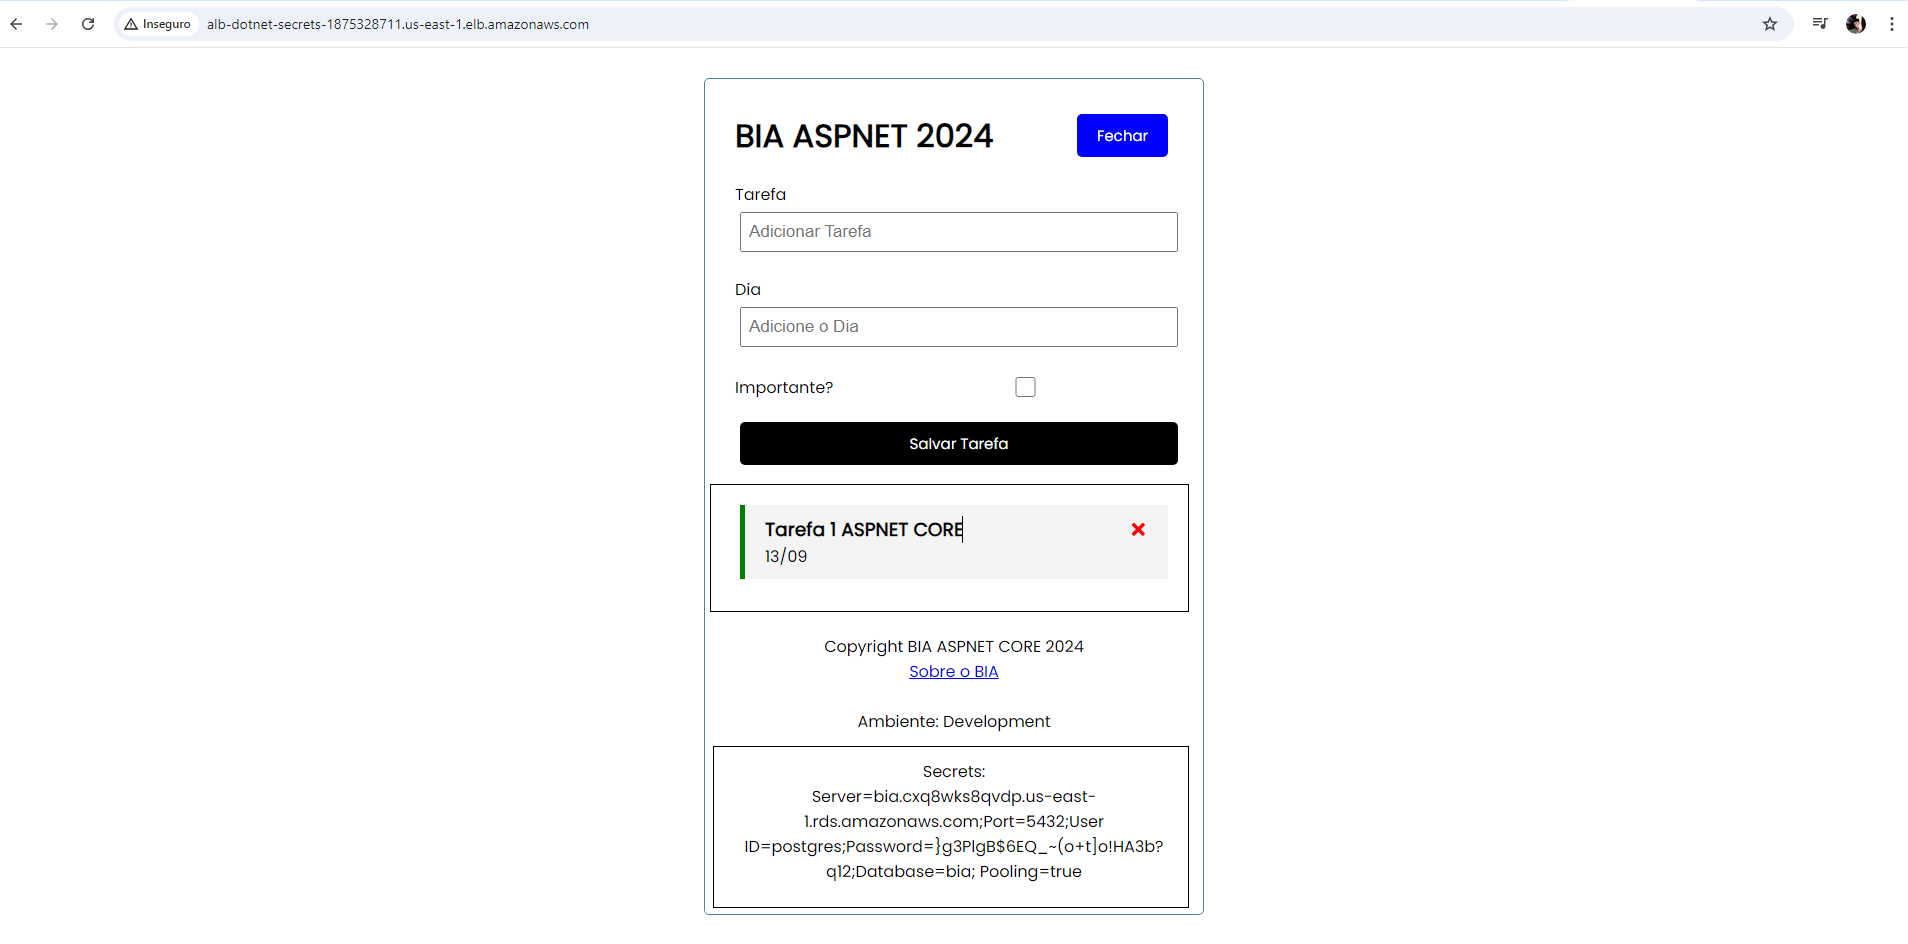 Inseguro alb-dotnet-secrets-1875328711.us-east-1.elb.amazonaws.com
BIA ASPNET 2024
Fechar
Tarefa
Adicionar Tarefa
Dia
Adicione o Dia
Importante?
Salvar Tarefa
Tarefa 1 ASPNET CORE
13/09
Copyright BIA ASPNET CORE 2024
Sobre o BIA
Ambiente: Development
Secrets:
Server=bia.cxq8wks8qvdp.us-east-
1.rds.amazonaws.com;Port=5432;User
ID=postgres;Password=}g3PlgB$6EQ_~(o+t]o!HA3b?
q12;Database=bia; Pooling=true